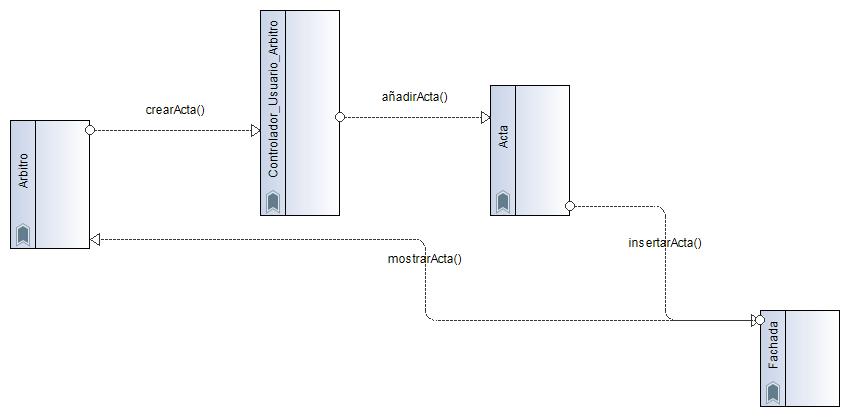 Controlador_Usuario_Arbitro
crearActa()
añadirActa()
Arbitro
Acta
insertarActa()
mostrarActa()
Fachada